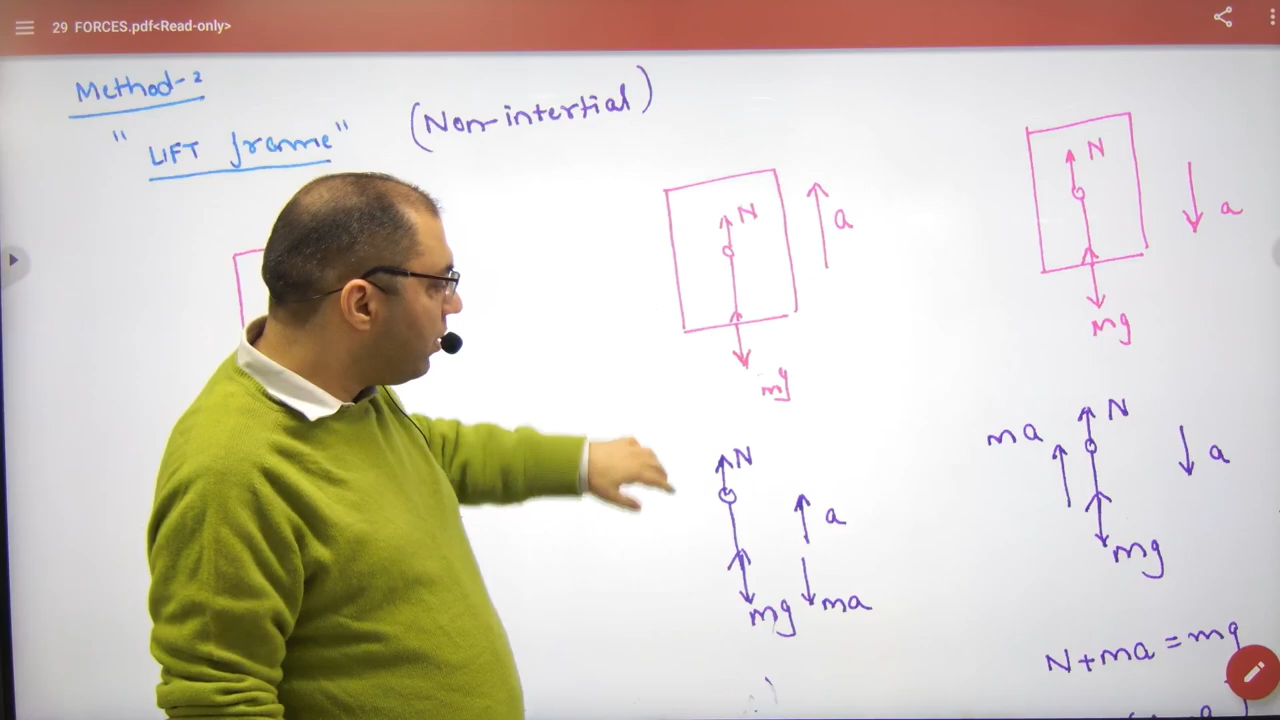 29 FORCES.pdf<Read-only>
Method-2
"LIFT frame" (Non-intertial)
N
a
mg
N
a
mg
N
a
mg
ma
ma
N
a
mg
N+ma=mg